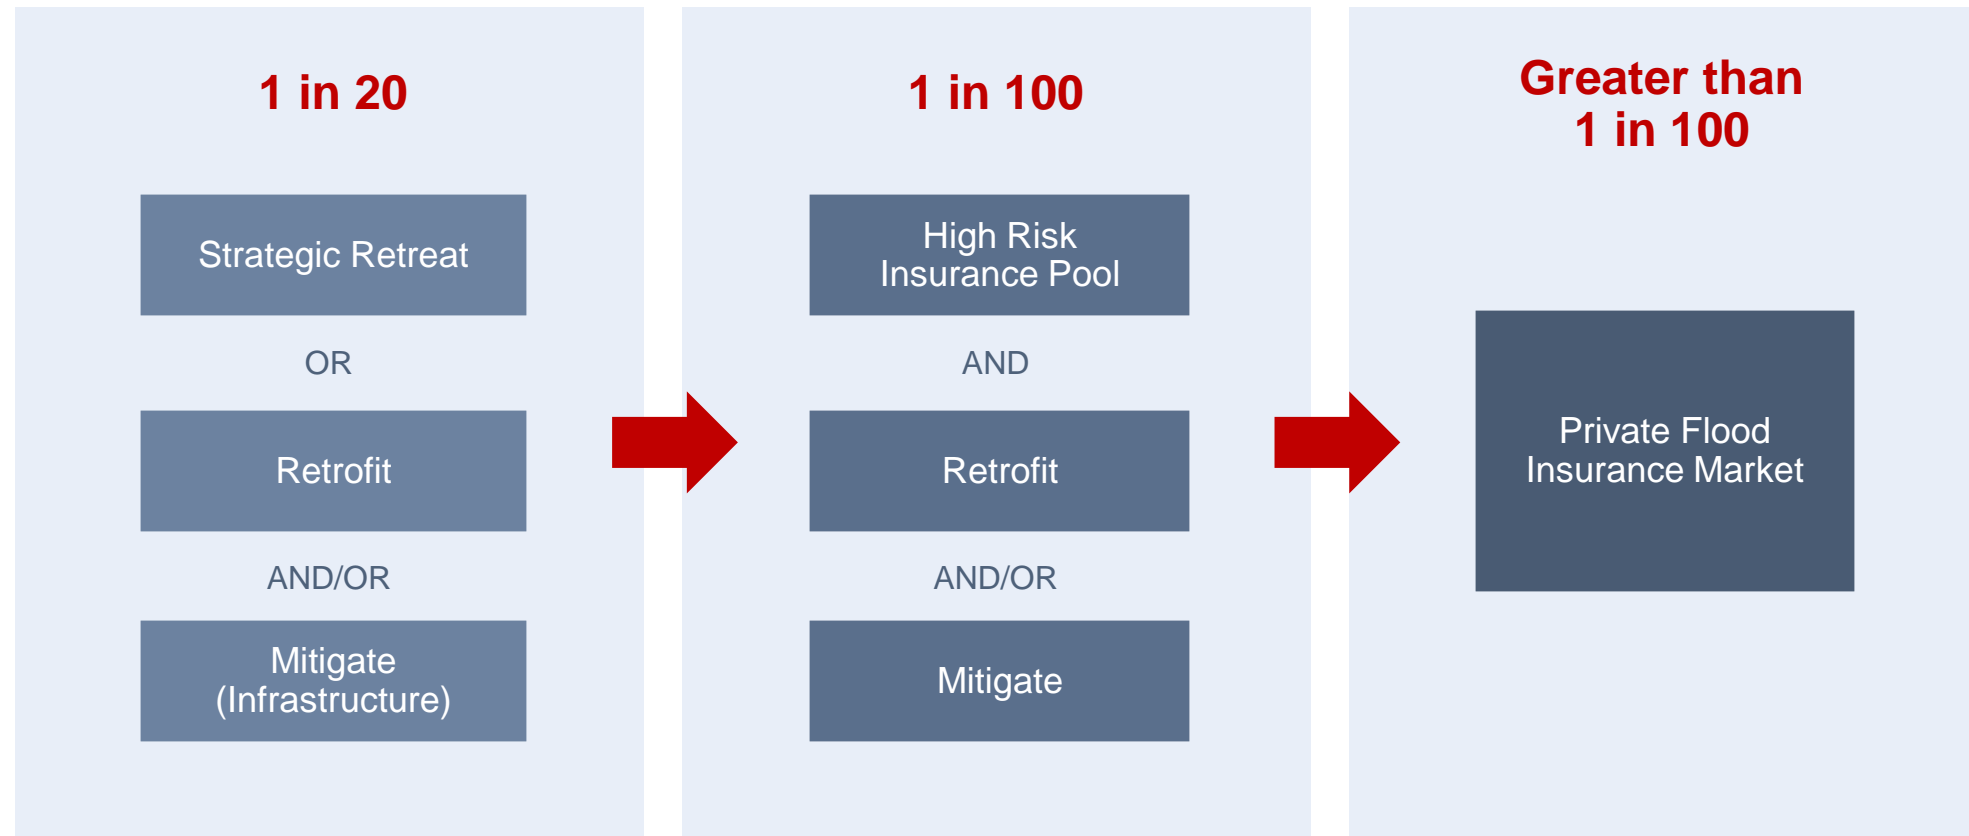 1 in 20
Strategic Retreat
OR
Retrofit
AND/OR
Mitigate
(Infrastructure)
1 in 100
High Risk
Insurance Pool
AND
Retrofit
AND/OR
Mitigate
Greater than
1 in 100
Private Flood
Insurance Market